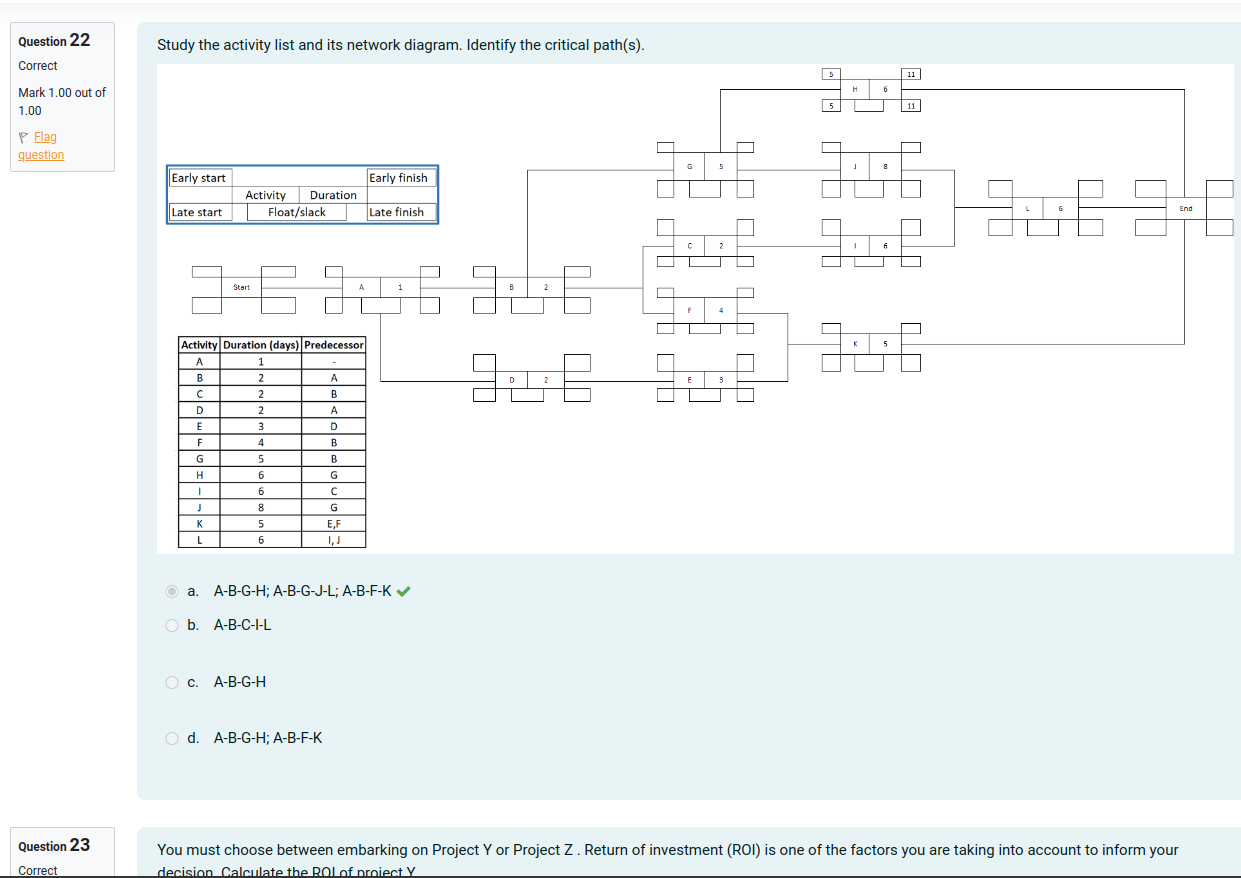 Question 22
Correct
Mark 1.00 out of
1.00
Flag
question
Study the activity list and its network diagram. Identify the critical path(s).
5 11
H 6
5 11
G 5
J 8
Early start Early finish
Activity Duration
Late start Float/slack Late finish
L 6
End
C 2
I 6
Start
A 1
B 2
F 4
K 5
D 2
E 3
Activity Duration (days) Predecessor
A 1 -
B 2 A
C 2 B
D 2 A
E 3 D
F 4 B
G 5 B
H 6 G
I 6 C
J 8 G
K 5 E,F
L 6 I, J
a. A-B-G-H; A-B-G-J-L; A-B-F-K
b. A-B-C-I-L
c. A-B-G-H
d. A-B-G-H; A-B-F-K
Question 23
Correct
You must choose between embarking on Project Y or Project Z . Return of investment (ROI) is one of the factors you are taking into account to inform your
decision. Calculate the ROI of project Y